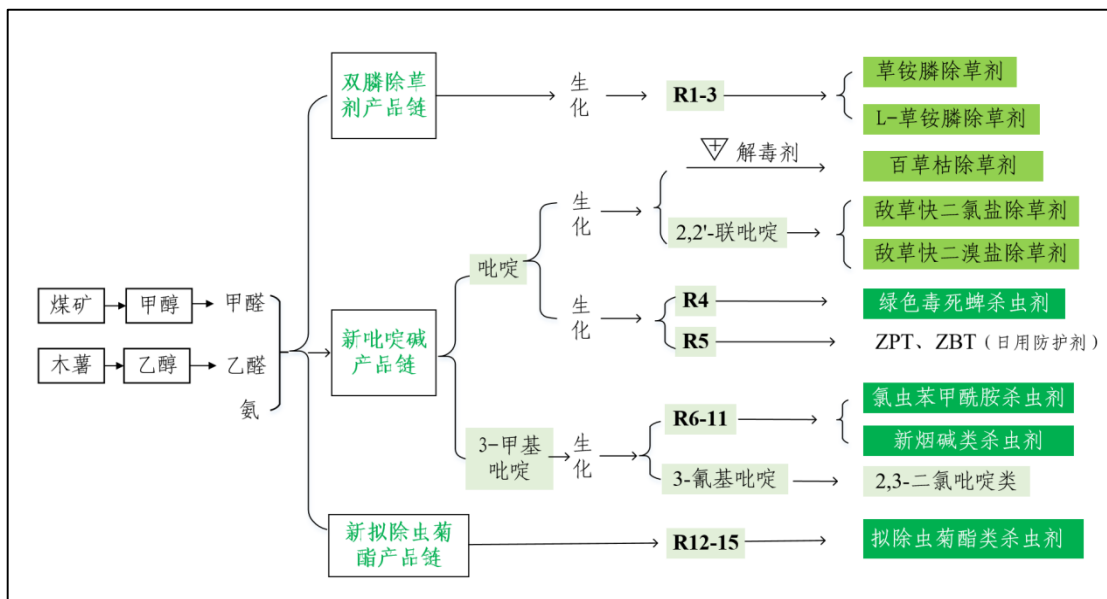 双膦除草
剂产品链
生
化
R1-3
草铵膦除草剂
L-草铵膦除草剂
解毒剂
百草枯除草剂
吡啶
生
化
2,2'-联吡啶
敌草快二氯盐除草剂
敌草快二溴盐除草剂
生
化
R4
绿色毒死蜱杀虫剂
R5
ZPT、ZBT（日用防护剂）
煤矿
甲醇
甲醛
木薯
乙醇
乙醛
氨
新吡啶碱
产品链
3-甲基
吡啶
生
化
R6-11
氯虫苯甲酰胺杀虫剂
新烟碱类杀虫剂
3-氰基吡啶
2,3-二氯吡啶类
新拟除虫菊
酯产品链
R12-15
拟除虫菊酯类杀虫剂